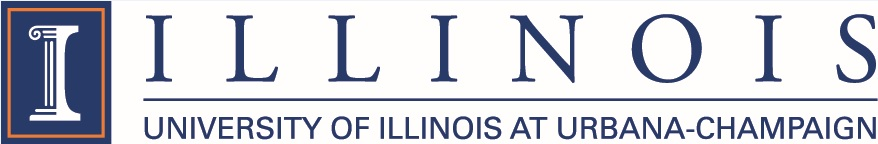 ILLINOIS
UNIVERSITY OF ILLINOIS AT URBANA-CHAMPAIGN